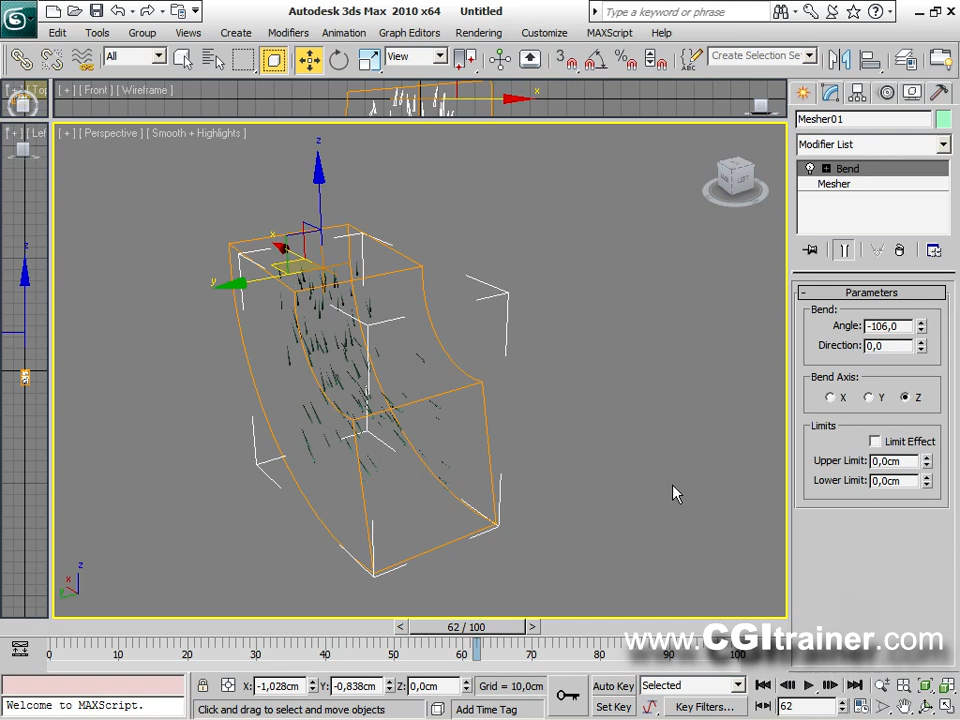 Autodesk 3ds Max 2010 x64 Untitled
Type a keyword or phrase
Edit Tools Group Views Create Modifiers Animation Graph Editors Rendering Customize MAXScript Help
All View 3 Create Selection Se
[ + ] Top [ + ] [ Front ] [ Wireframe ]
x
[ + ] Left [ + ] [ Perspective ] [ Smooth + Highlights ]
Mesher01
Modifier List
Bend
Mesher
z
x
y
z
Parameters
Bend:
Angle: -106,0
Direction: 0,0
Bend Axis:
X Y Z
Limits
Limit Effect
Upper Limit: 0,0cm
Lower Limit: 0,0cm
x z
y
< 62 / 100 >
0 10 20 30 40 50 60 70 80 90 100
www.CGItrainer.com
X: -1,028cm Y: -0,838cm Z: 0,0cm Grid = 10,0cm Auto Key Selected
Welcome to MAXScript. Click and drag to select and move objects Add Time Tag Set Key Key Filters... 62